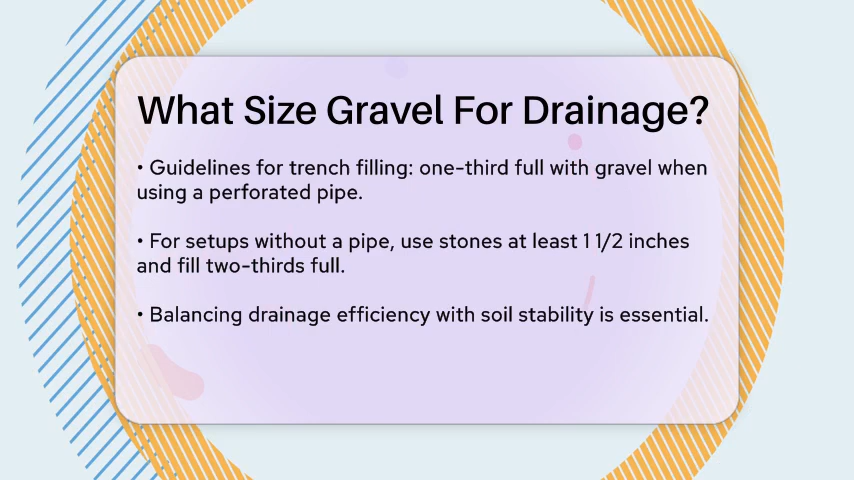 What Size Gravel For Drainage?
• Guidelines for trench filling: one-third full with gravel when
using a perforated pipe.
• For setups without a pipe, use stones at least 1 1/2 inches
and fill two-thirds full.
• Balancing drainage efficiency with soil stability is essential.